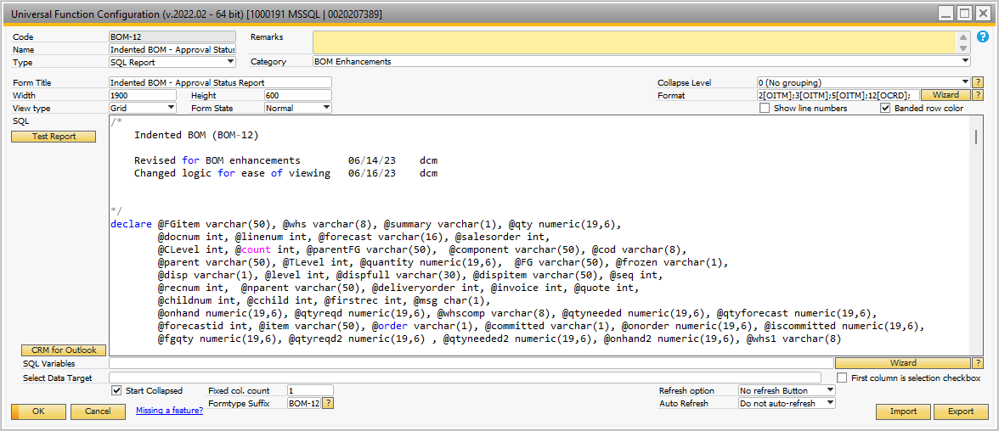 Universal Function Configuration (v.2022.02 - 64 bit) [1000191 MSSQL | 0020207389]
Code BOM-12 Remarks
Name Indented BOM - Approval Status
Type SQL Report Category BOM Enhancements
Form Title Indented BOM - Approval Status Report Collapse Level 0 (No grouping) ?
Width 1900 Height 600 Format 2[OITM];3[OITM];5[OITM];12[OCRD]; Wizard ?
View type Grid Form State Normal Show line numbers Banded row color
SQL
Test Report
/*
Indented BOM (BOM-12)
Revised for BOM enhancements 06/14/23 dcm
Changed logic for ease of viewing 06/16/23 dcm
*/
declare @FGitem varchar(50), @whs varchar(8), @summary varchar(1), @qty numeric(19,6),
@docnum int, @linenum int, @forecast varchar(16), @salesorder int,
@CLevel int, @count int, @parentFG varchar(50), @component varchar(50), @cod varchar(8),
@parent varchar(50), @TLevel int, @quantity numeric(19,6), @FG varchar(50), @frozen varchar(1),
@disp varchar(1), @level int, @dispfull varchar(30), @dispitem varchar(50), @seq int,
@recnum int, @nparent varchar(50), @deliveryorder int, @invoice int, @quote int,
@childnum int, @cchild int, @firstrec int, @msg char(1),
@onhand numeric(19,6), @qtyreqd numeric(19,6), @whscomp varchar(8), @qtyneeded numeric(19,6), @qtyforecast numeric(19,6),
@forecastid int, @item varchar(50), @order varchar(1), @committed varchar(1), @onorder numeric(19,6), @iscommitted numeric(19,6),
@fgqty numeric(19,6), @qtyreqd2 numeric(19,6) , @qtyneeded2 numeric(19,6), @onhand2 numeric(19,6), @whs1 varchar(8)
CRM for Outlook
SQL Variables Wizard ?
Select Data Target First column is selection checkbox
Start Collapsed Fixed col. count 1 Refresh option No refresh Button
Formtype Suffix BOM-12 ? Auto Refresh Do not auto-refresh
OK Cancel Missing a feature? Import Export